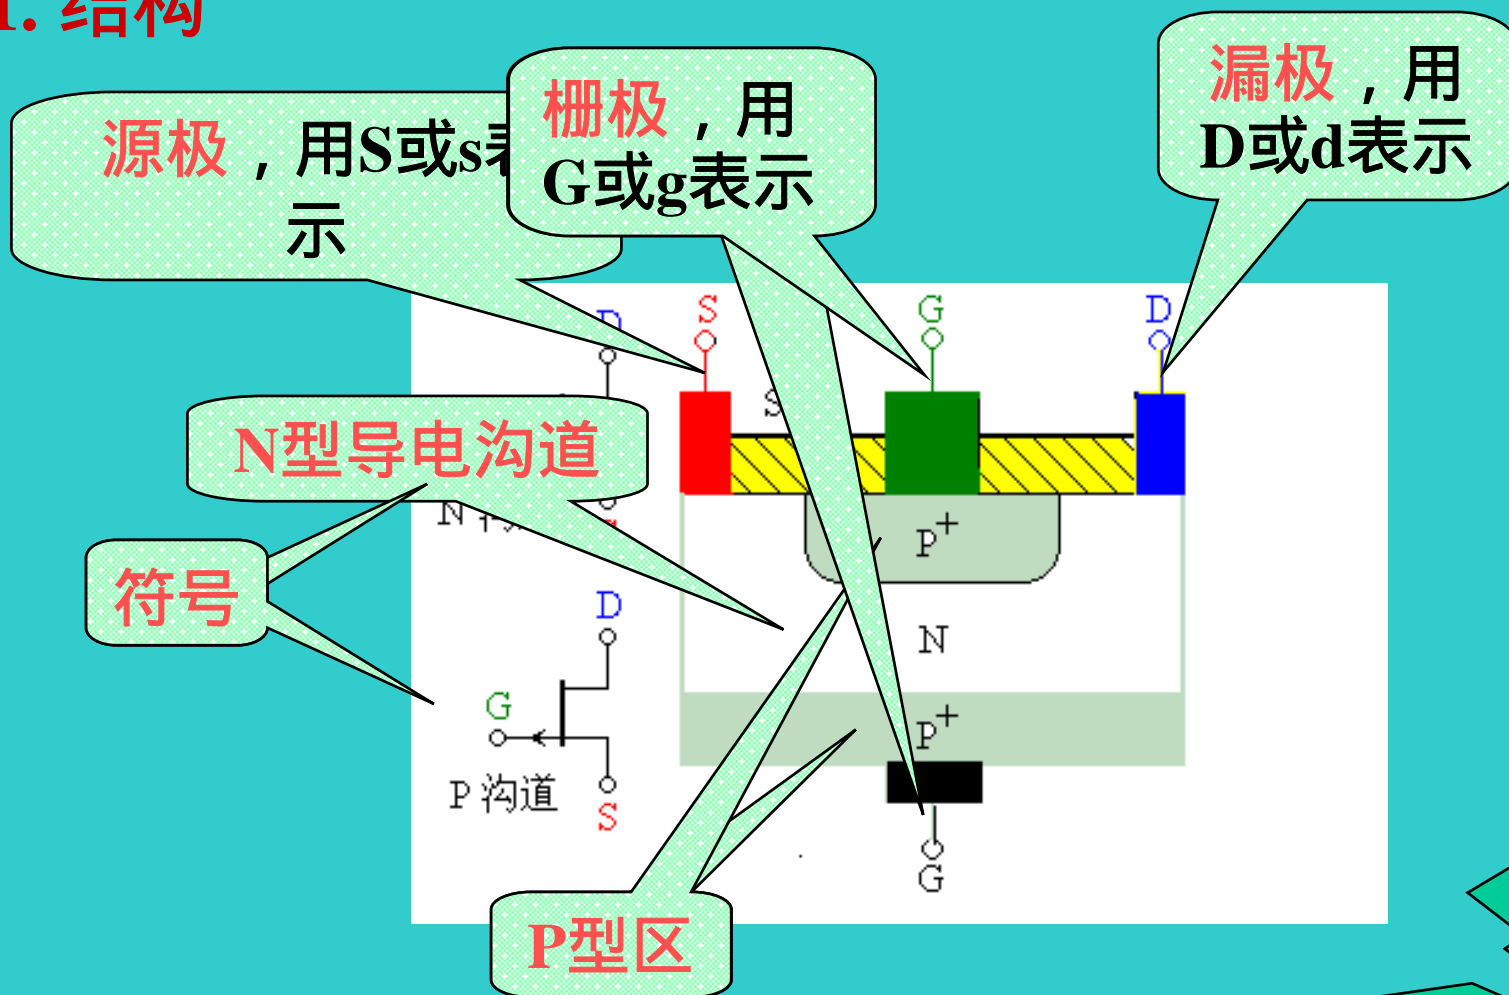 1. 结构
源极，用S或s表
示
栅极，用
G或g表示
漏极，用
D或d表示
D
S
G
D
S
N型导电沟道
N 沟
P+
符号
D
N
G
P+
P 沟道
S
G
P型区